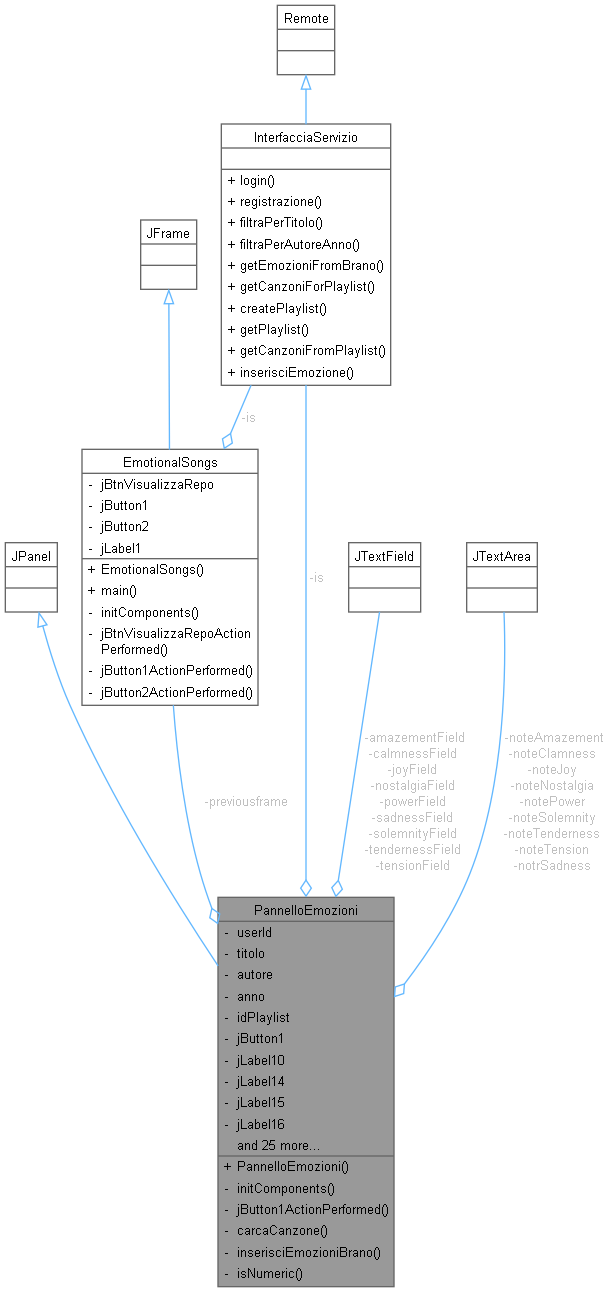 Remote
InterfacciaServizio
+ login()
+ registrazione()
+ filtraPerTitolo()
+ filtraPerAutoreAnno()
+ getEmozioniFromBrano()
+ getCanzoniForPlaylist()
+ createPlaylist()
+ getPlaylist()
+ getCanzoniFromPlaylist()
+ inserisciEmozione()
JFrame
-is
EmotionalSongs
- jBtnVisualizzaRepo
- jButton1
- jButton2
- jLabel1
+ EmotionalSongs()
+ main()
- initComponents()
- jBtnVisualizzaRepoAction
Performed()
- jButton1ActionPerformed()
- jButton2ActionPerformed()
JPanel
-is
JTextField
JTextArea
-previousframe
-amazementField
-calmnessField
-joyField
-nostalgiaField
-powerField
-sadnessField
-solemnityField
-tendernessField
-tensionField
-noteAmazement
-noteClamness
-noteJoy
-noteNostalgia
-notePower
-noteSolemnity
-noteTenderness
-noteTension
-notrSadness
PannelloEmozioni
- userId
- titolo
- autore
- anno
- idPlaylist
- jButton1
- jLabel10
- jLabel14
- jLabel15
- jLabel16
and 25 more...
+ PannelloEmozioni()
- initComponents()
- jButton1ActionPerformed()
- carcaCanzone()
- inserisciEmozioniBrano()
- isNumeric()